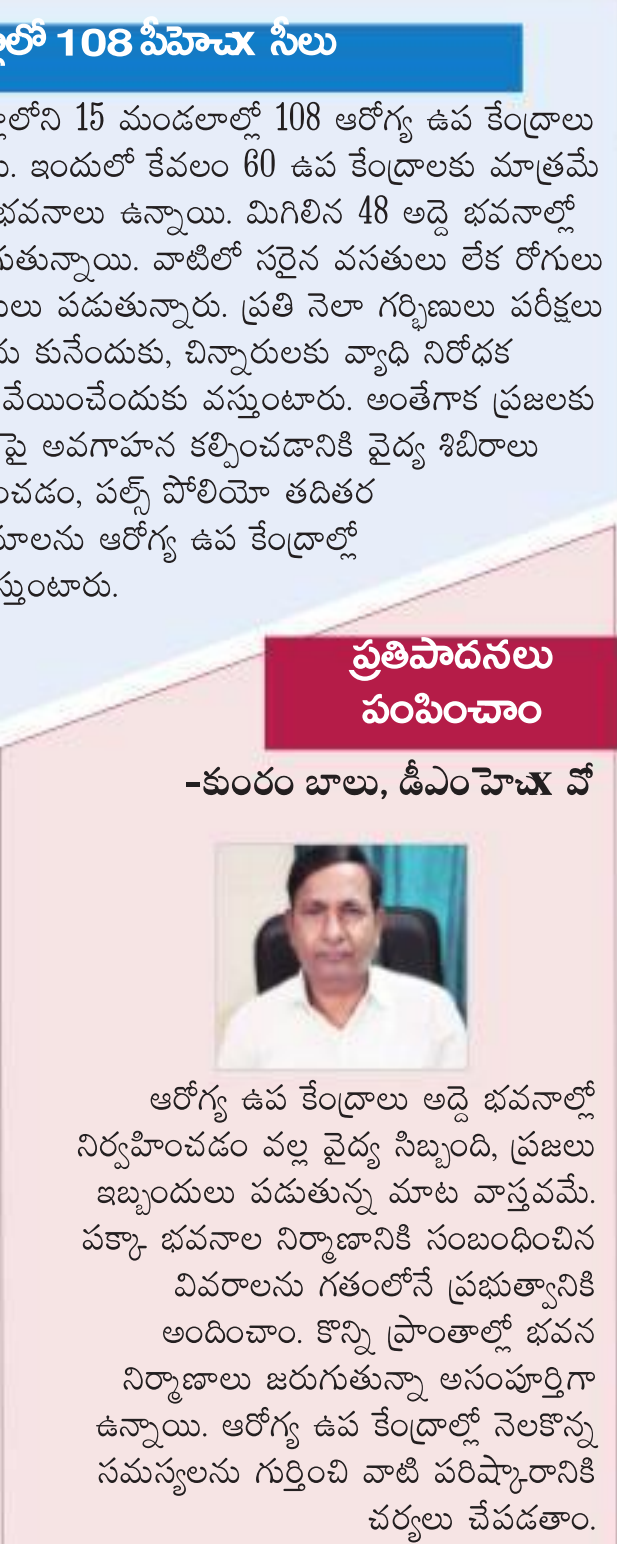 108 పీహెచx సీలు
15 మండలాల్లో 108 ఆరోగ్య ఉప కేంద్రాలు
ఇందులో కేవలం 60 ఉప కేంద్రాలకు మాత్రమే
భవనాలు ఉన్నాయి. మిగిలిన 48 అద్దె భవనాల్లో
వాటిలో సరైన వసతులు లేక రోగులు
పడుతున్నారు. ప్రతి నెలా గర్భిణులు పరీక్షలు
కునేందుకు, చిన్నారులకు వ్యాధి నిరోధక
వేయించేందుకు వస్తుంటారు. అంతేగాక ప్రజలకు
పై అవగాహన కల్పించడానికి వైద్య శిబిరాలు
పల్స్ పోలియో తదితర
ఆరోగ్య ఉప కేంద్రాల్లో
ప్రతిపాదనలు
పంపించాం
-కుంరం బాలు, డీఎంహెచx వో
ఆరోగ్య ఉప కేంద్రాలు అద్దె భవనాల్లో
నిర్వహించడం వల్ల వైద్య సిబ్బంది, ప్రజలు
ఇబ్బందులు పడుతున్న మాట వాస్తవమే.
పక్కా భవనాల నిర్మాణానికి సంబంధించిన
వివరాలను గతంలోనే ప్రభుత్వానికి
అందించాం. కొన్ని ప్రాంతాల్లో భవన
నిర్మాణాలు జరుగుతున్నా అసంపూర్తిగా
ఉన్నాయి. ఆరోగ్య ఉప కేంద్రాల్లో నెలకొన్న
సమస్యలను గుర్తించి వాటి పరిష్కారానికి
చర్యలు చేపడతాం.